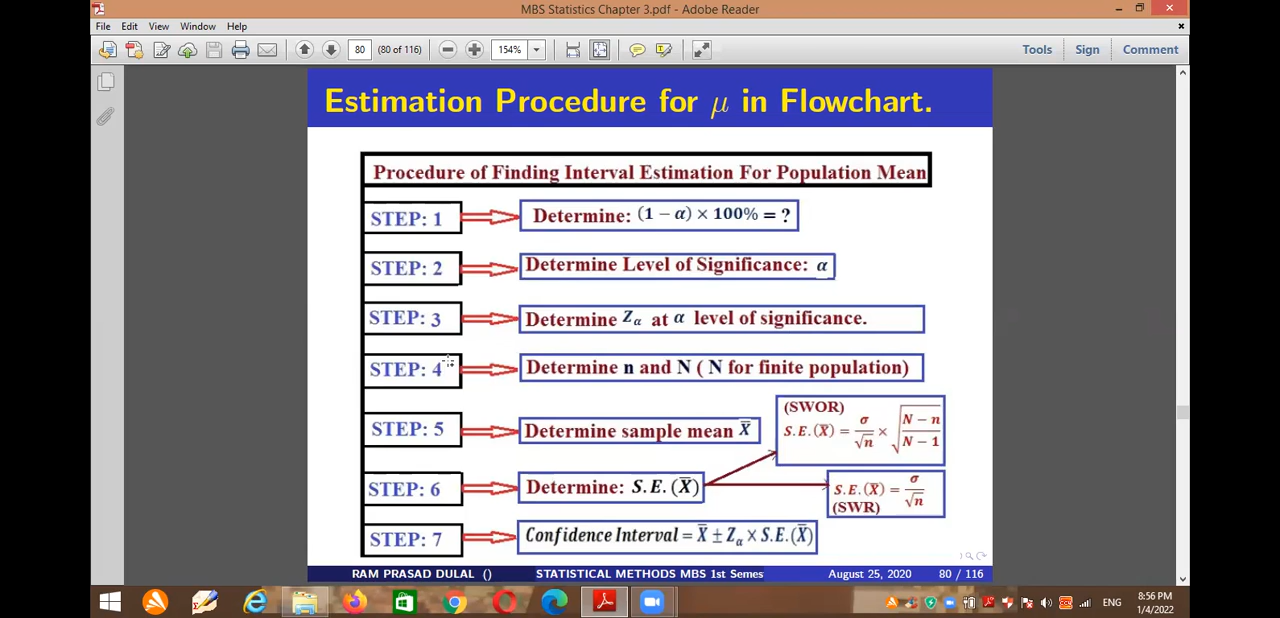 MBS Statistics Chapter 3.pdf - Adobe Reader
File Edit View Window Help
80 (80 of 116) 154% Tools Sign Comment
Estimation Procedure for μ in Flowchart.
Procedure of Finding Interval Estimation For Population Mean
STEP: 1 Determine: (1 − α) × 100% = ?
STEP: 2 Determine Level of Significance: α
STEP: 3 Determine Zα at α level of significance.
STEP: 4 Determine n and N ( N for finite population)
(SWOR)
S.E.(X̅) = σ/√n × √(N − n)/(N − 1)
STEP: 5 Determine sample mean X̅
STEP: 6 Determine: S.E.(X̅)
S.E.(X̅) = σ/√n
(SWR)
STEP: 7 Confidence Interval = X̅ ± Zα × S.E.(X̅)
RAM PRASAD DULAL () STATISTICAL METHODS MBS 1st Semest August 25, 2020 80 / 116
ENG 8:56 PM
1/4/2022